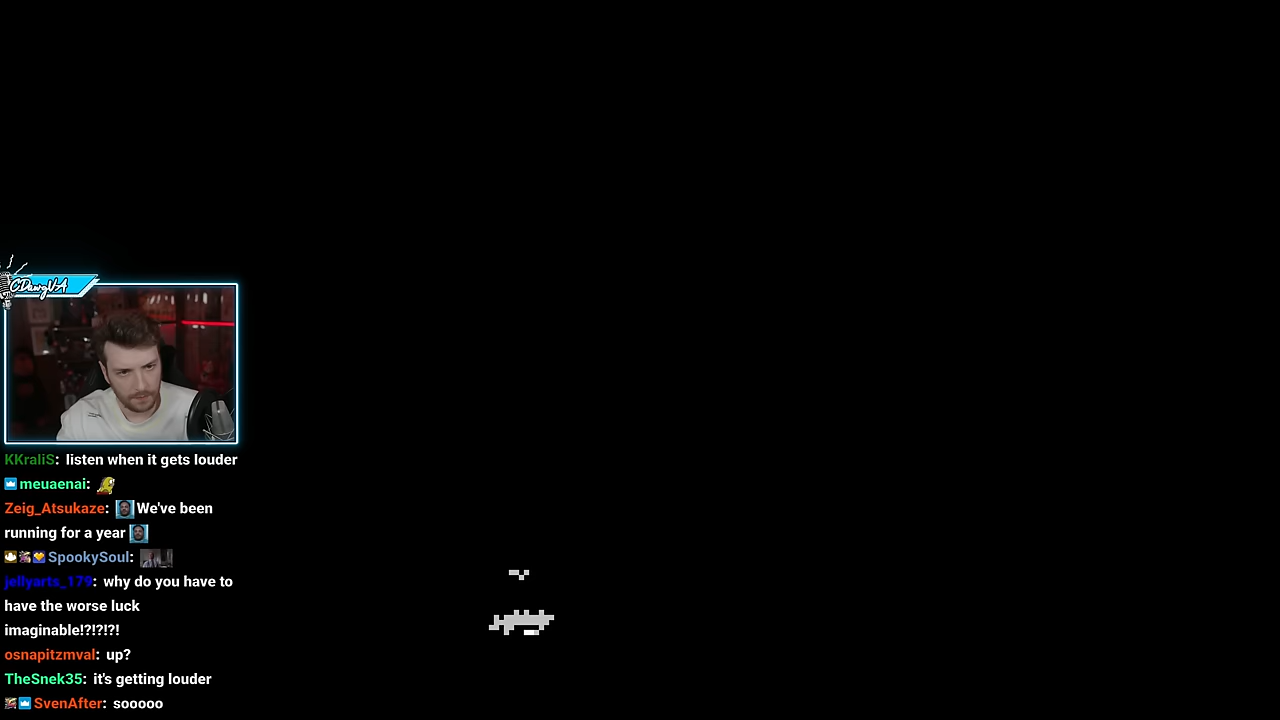 CDawgVA
KKraliS: listen when it gets louder
meuaenai:
Zeig_Atsukaze: We've been
running for a year
SpookySoul:
jellyarts_179: why do you have to
have the worse luck
imaginable!?!?!?!
osnapitzmval: up?
TheSnek35: it's getting louder
SvenAfter: sooooo